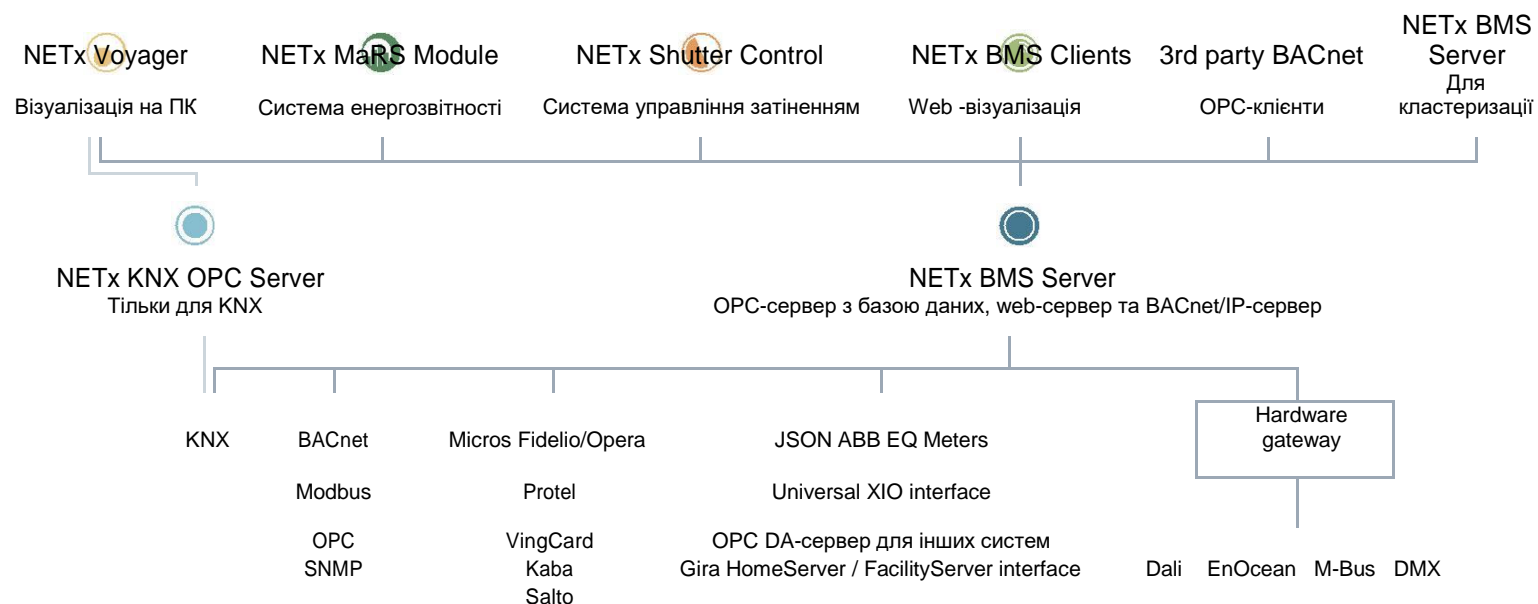 NETx Voyager
NETx MaRS Module
NETx Shutter Control
NETx BMS Clients
3rd party BACnet
NETx BMS
Server
Для
кластеризації
Візуалізація на ПК
Система енергозвітності
Система управління затіненням
Web -візуалізація
OPC-клієнти
NETx KNX OPC Server
Тільки для KNX
NETx BMS Server
OPC-сервер з базою даних, web-сервер та BACnet/IP-сервер
KNX
BACnet
Modbus
OPC
SNMP
Micros Fidelio/Opera
Protel
VingCard
Kaba
Salto
JSON ABB EQ Meters
Universal XIO interface
OPC DA-сервер для інших систем
Gira HomeServer / FacilityServer interface
Hardware
gateway
Dali EnOcean M-Bus DMX